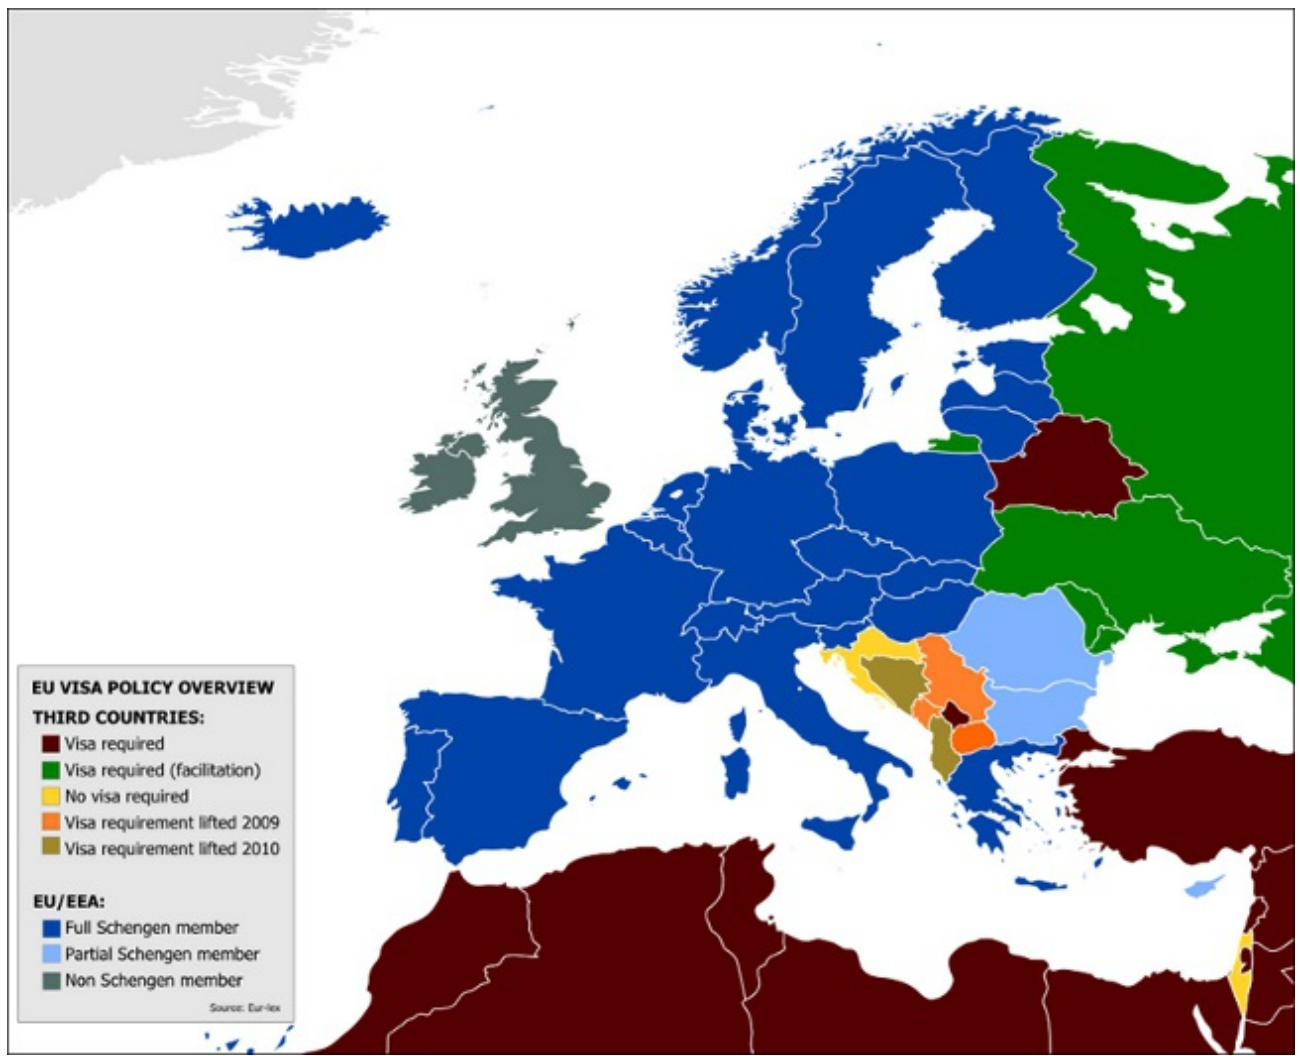 EU VISA POLICY OVERVIEW
THIRD COUNTRIES:
Visa required
Visa required (facilitation)
No visa required
Visa requirement lifted 2009
Visa requirement lifted 2010
EU/EEA:
Full Schengen member
Partial Schengen member
Non Schengen member
Source: Eur-lex